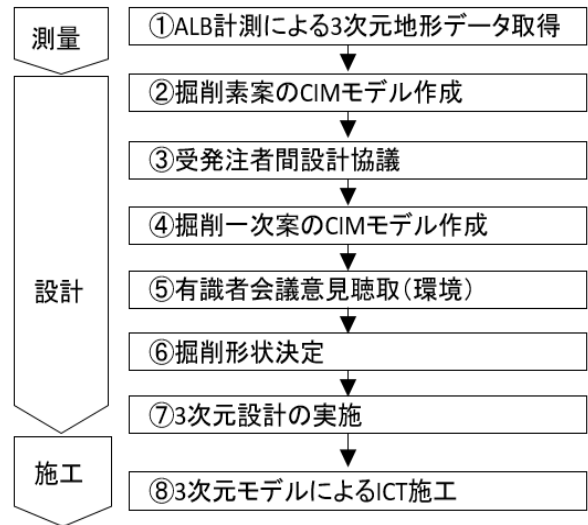 測量
①ALB計測による3次元地形データ取得
②掘削素案のCIMモデル作成
③受発注者間設計協議
④掘削一次案のCIMモデル作成
設計
⑤有識者会議意見聴取(環境)
⑥掘削形状決定
⑦3次元設計の実施
施工
⑧3次元モデルによるICT施工